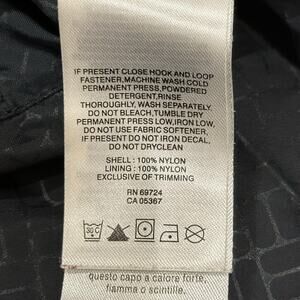 IF PRESENT CLOSE HOOK AND LOOP
FASTENER,MACHINE WASH COLD
PERMANENT PRESS,POWDERED
DETERGENT,RINSE
THOROUGHLY, WASH SEPARATELY,
DO NOT BLEACH,TUMBLE DRY
PERMANENT PRESS LOW,IRON LOW,
DO NOT USE FABRIC SOFTENER,
IF PRESENT DO NOT IRON DECAL,
DO NOT DRYCLEAN
SHELL : 100% NYLON
LINING : 100% NYLON
EXCLUSIVE OF TRIMMING
RN 69724
CA 05367
30 C
questo capo a calore forte,
fiamma o scintille.